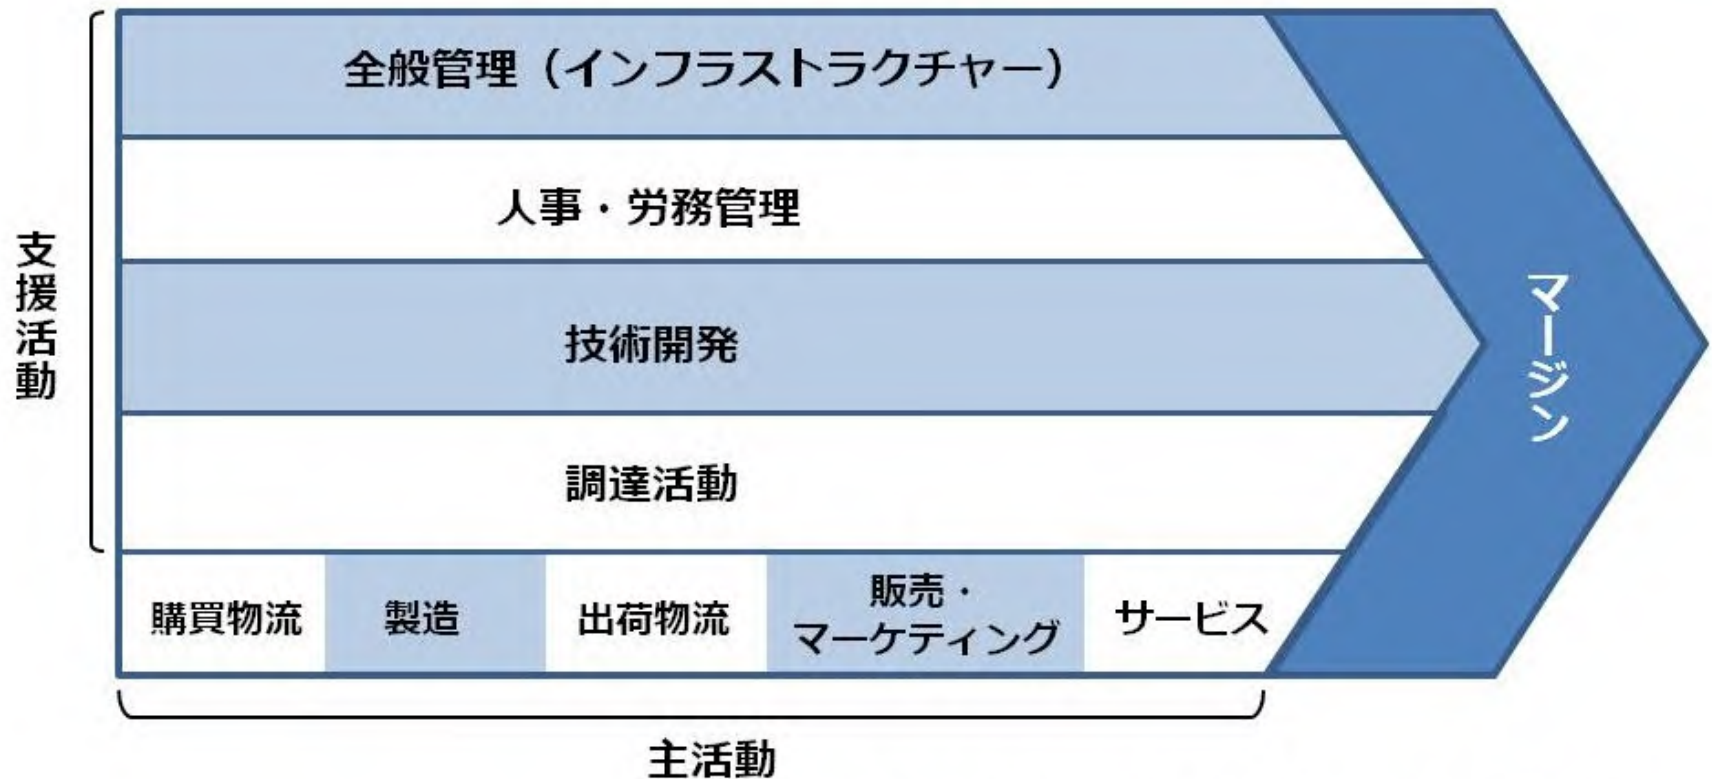 全般管理（インフラストラクチャー）
人事・労務管理
支援活動
技術開発
マージン
調達活動
購買物流
製造
出荷物流
販売・
マーケティング
サービス
主活動